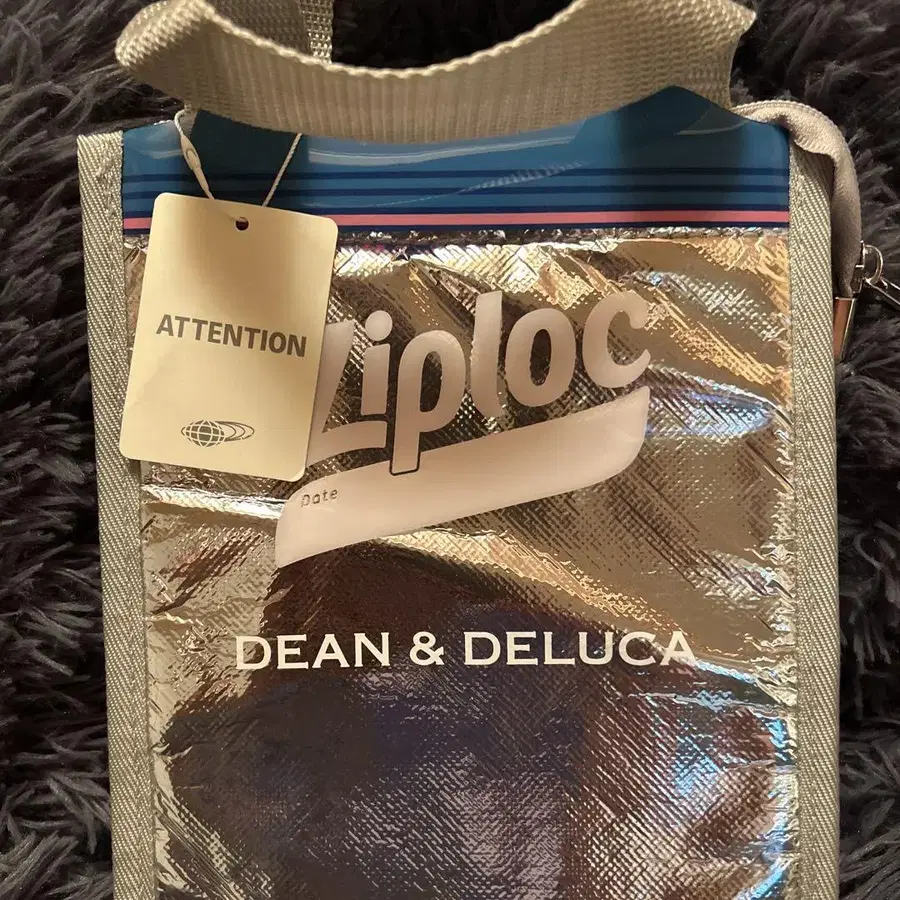 ATTENTION
Ziploc
Date
DEAN & DELUCA